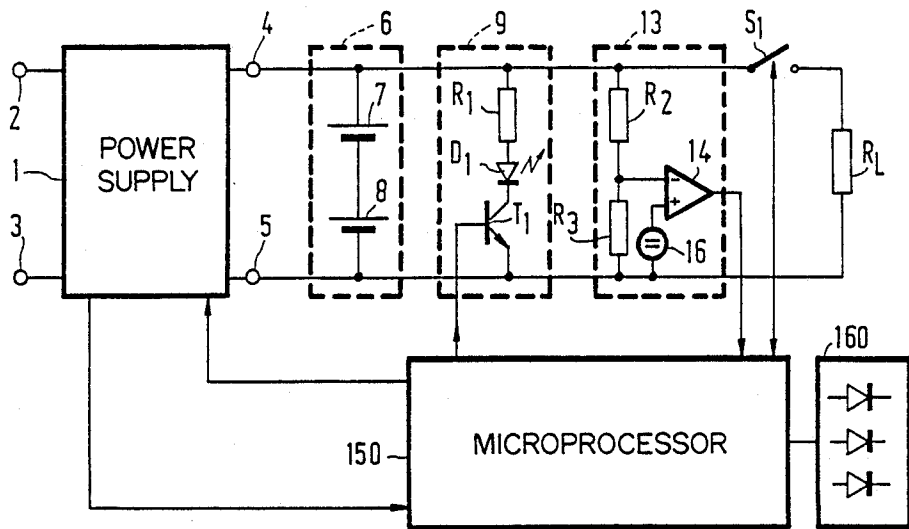 4
6
9
13
S1
2
7
R1
R2
POWER
SUPPLY
1
D1
14
RL
8
T1
R3
3
5
16
160
150
MICROPROCESSOR